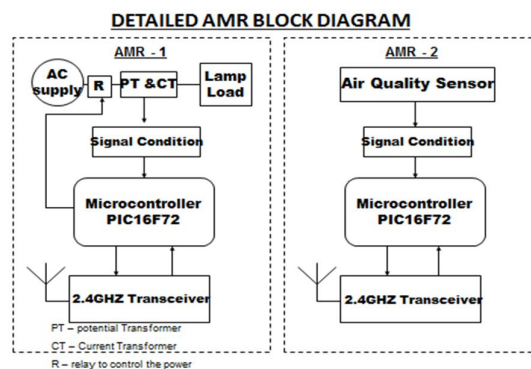 DETAILED AMR BLOCK DIAGRAM
AMR - 1
AC
supply
R
PT &CT
Lamp
Load
Signal Condition
Microcontroller
PIC16F72
2.4GHZ Transceiver
PT – potential Transformer
CT – Current Transformer
R – relay to control the power
AMR - 2
Air Quality Sensor
Signal Condition
Microcontroller
PIC16F72
2.4GHZ Transceiver